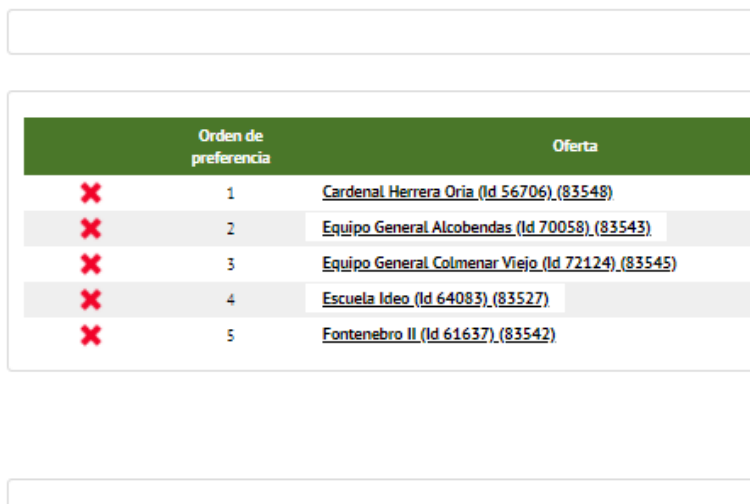 Orden de preferencia Oferta
1 Cardenal Herrera Oria (Id 56706) (83548)
2 Equipo General Alcobendas (Id 70058) (83543)
3 Equipo General Colmenar Viejo (Id 72124) (83545)
4 Escuela Ideo (Id 64083) (83527)
5 Fontenebro II (Id 61637) (83542)